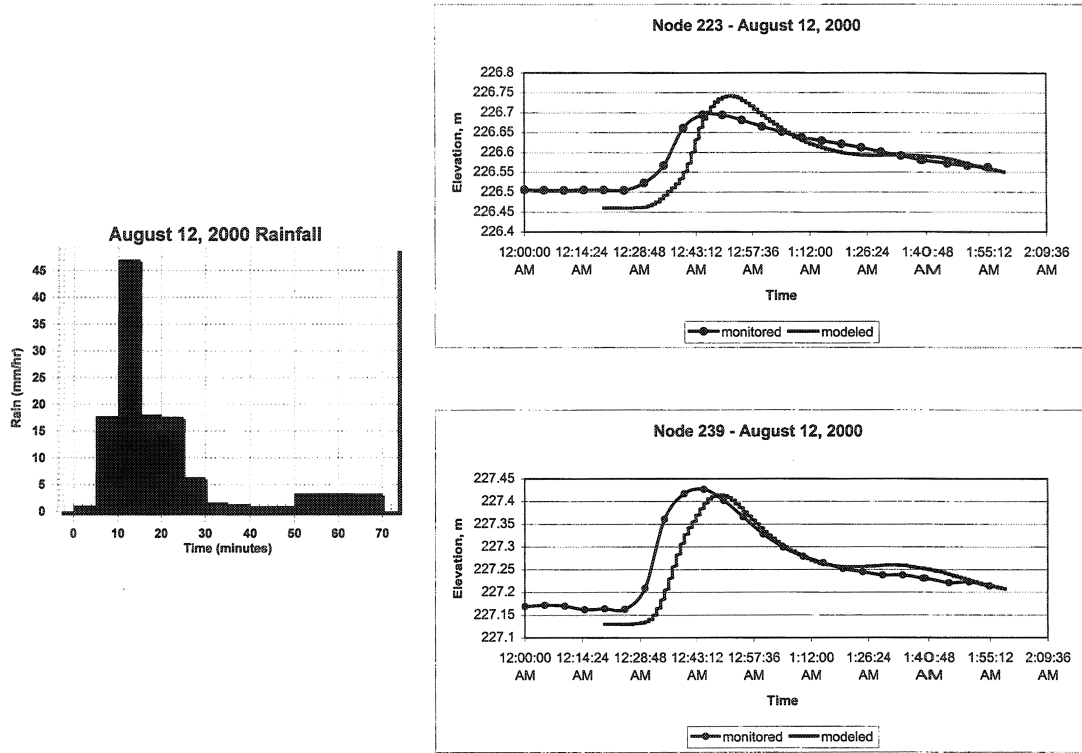 August 12, 2000 Rainfall
Rain (mm/hr)
45
40
35
30
25
20
15
10
5
0
0 10 20 30 40 50 60 70
Time (minutes)
Node 223 - August 12, 2000
Elevation, m
226.8
226.75
226.7
226.65
226.6
226.55
226.5
226.45
226.4
12:00:00 12:14:24 12:28:48 12:43:12 12:57:36 1:12:00 1:26:24 1:40:48 1:55:12 2:09:36
AM AM AM AM AM AM AM AM AM AM
Time
monitored modeled
Node 239 - August 12, 2000
Elevation, m
227.45
227.4
227.35
227.3
227.25
227.2
227.15
227.1
12:00:00 12:14:24 12:28:48 12:43:12 12:57:36 1:12:00 1:26:24 1:40:48 1:55:12 2:09:36
AM AM AM AM AM AM AM AM AM AM
Time
monitored modeled